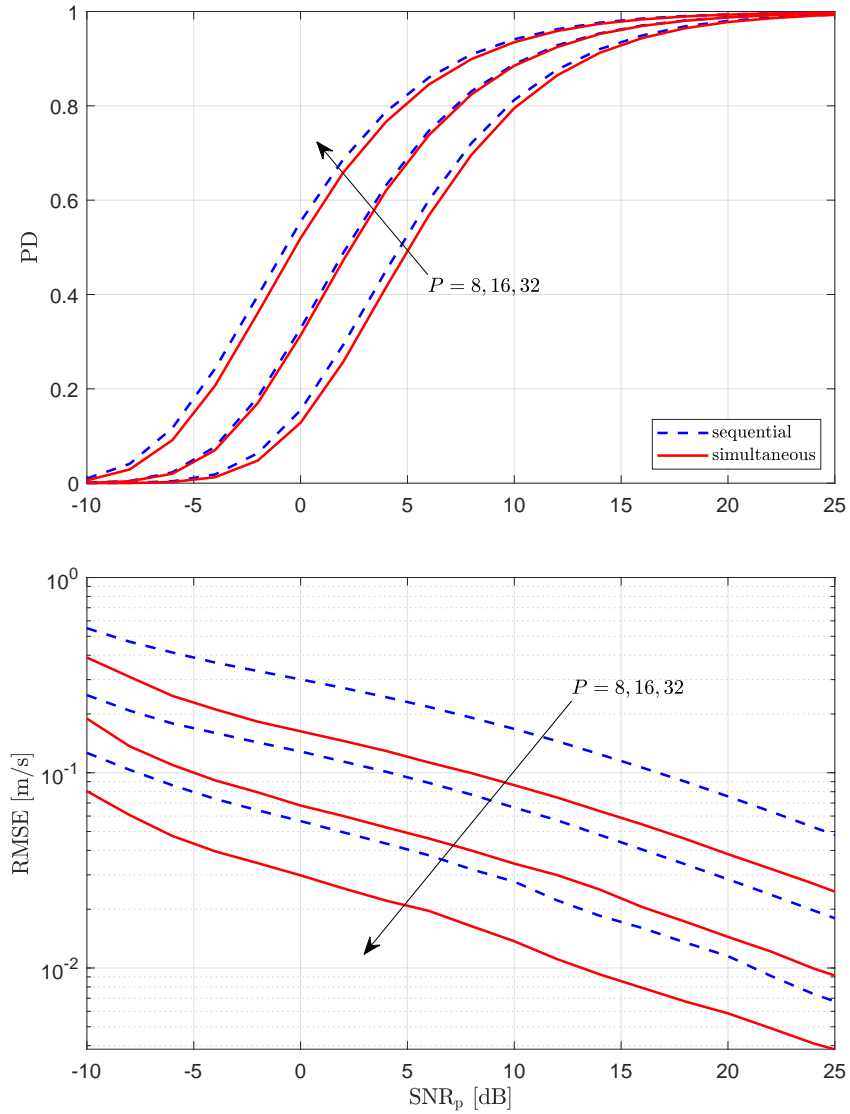 1
0.8
0.6
0.4
0.2
0
PD
P = 8, 16, 32
sequential
simultaneous
-10 -5 0 5 10 15 20 25
10^0
10^-1
10^-2
RMSE [m/s]
P = 8, 16, 32
-10 -5 0 5 10 15 20 25
SNR_p [dB]